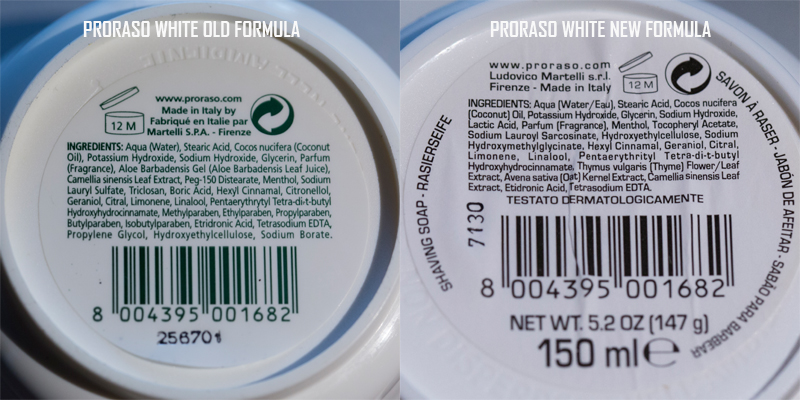 PRORASO WHITE OLD FORMULA
12 M
www.proraso.com
Made in Italy by
Fabriqué en Italie par
Martelli S.P.A. - Firenze
INGREDIENTS: Aqua (Water), Stearic Acid, Cocos nucifera (Coconut
Oil), Potassium Hydroxide, Sodium Hydroxide, Glycerin, Parfum
(Fragrance), Aloe Barbadensis Gel (Aloe Barbadensis Leaf Juice),
Camellia sinensis Leaf Extract, Peg-150 Distearate, Menthol, Sodium
Lauryl Sulfate, Triclosan, Boric Acid, Hexyl Cinnamal, Citronellol,
Geraniol, Citral, Limonene, Linalool, Pentaerythrityl Tetra-di-t-butyl
Hydroxyhydrocinnamate, Methylparaben, Ethylparaben, Propylparaben,
Butylparaben, Isobutylparaben, Etridronic Acid, Tetrasodium EDTA,
Propylene Glycol, Hydroxyethylcellulose, Sodium Borate.
8 004395 001682
256701
PRORASO WHITE NEW FORMULA
www.proraso.com
Ludovico Martelli s.r.l.
Firenze - Made in Italy
12 M
INGREDIENTS: Aqua (Water/Eau), Stearic Acid, Cocos nucifera
(Coconut) Oil, Potassium Hydroxide, Glycerin, Sodium Hydroxide,
Lactic Acid, Parfum (Fragrance), Menthol, Tocopheryl Acetate,
Sodium Lauroyl Sarcosinate, Hydroxyethylcellulose, Sodium
Hydroxymethylglycinate, Hexyl Cinnamal, Geraniol, Citral,
Limonene, Linalool, Pentaerythrityl Tetra-di-t-butyl
Hydroxyhydrocinnamate, Thymus vulgaris (Thyme) Flower/Leaf
Extract, Avena sativa (Oat) Kernel Extract, Camellia sinensis Leaf
Extract, Etidronic Acid, Tetrasodium EDTA.
TESTATO DERMATOLOGICAMENTE
7130
8 004395 001682
NET WT. 5.2 OZ (147 g)
150 ml e
SHAVING SOAP - RASIERSEIFE
SAVON À RASER - JABÓN DE AFEITAR - SABÃO PARA BARBEAR